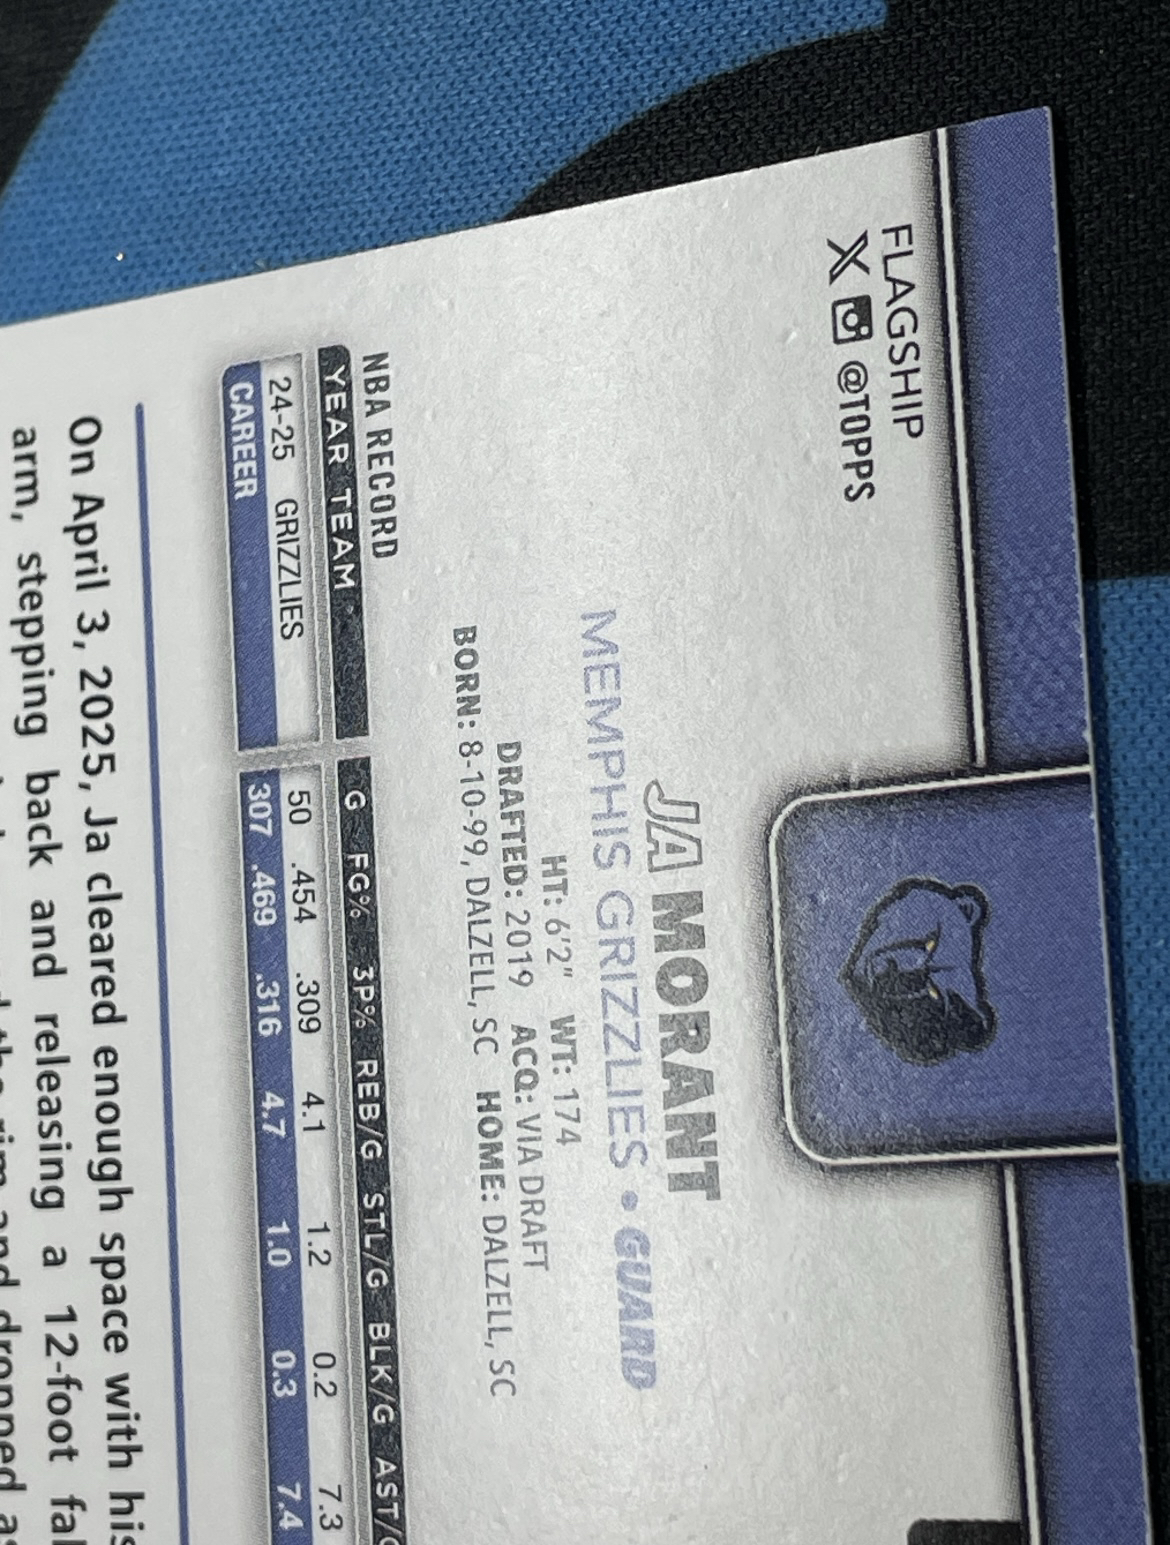 FLAGSHIP
X @TOPPS
JA MORANT
MEMPHIS GRIZZLIES • GUARD
HT: 6'2" WT: 174
DRAFTED: 2019 ACQ: VIA DRAFT
BORN: 8-10-99, DALZELL, SC HOME: DALZELL, SC
NBA RECORD
YEAR TEAM G FG% 3P% REB/G STL/G BLK/G AST/G
24-25 GRIZZLIES 50 .454 .309 4.1 1.2 0.2 7.3
CAREER 307 .469 .316 4.7 1.0 0.3 7.4
On April 3, 2025, Ja cleared enough space with his
arm, stepping back and releasing a 12-foot
rim and dropped